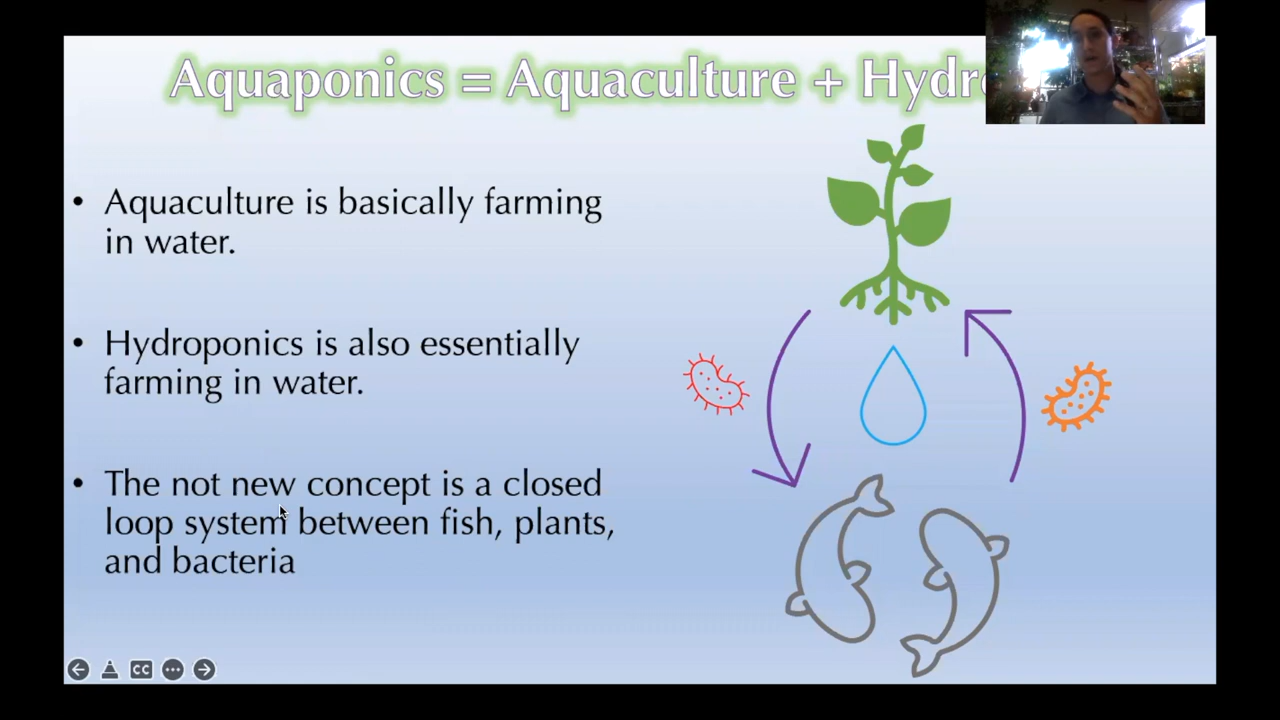 Aquaponics = Aquaculture + Hydro
• Aquaculture is basically farming
in water.
• Hydroponics is also essentially
farming in water.
• The not new concept is a closed
loop system between fish, plants,
and bacteria
CC